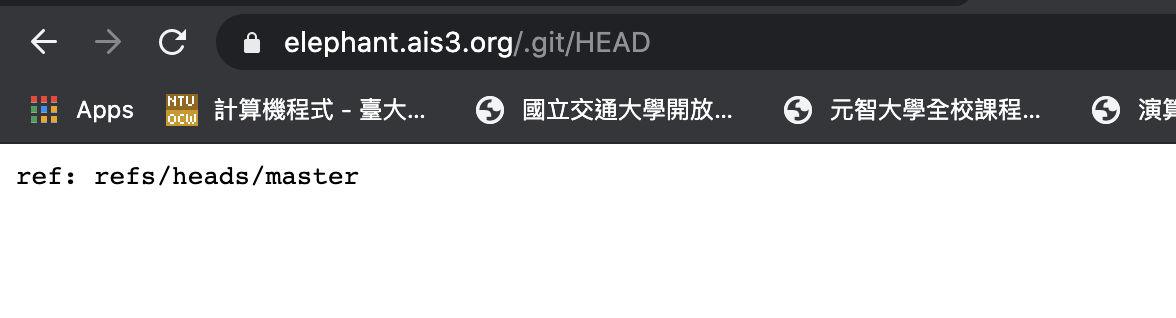 elephant.ais3.org/.git/HEAD
Apps NTU OCW 計算機程式 - 臺大... 國立交通大學開放... 元智大學全校課程... 演算
ref: refs/heads/master